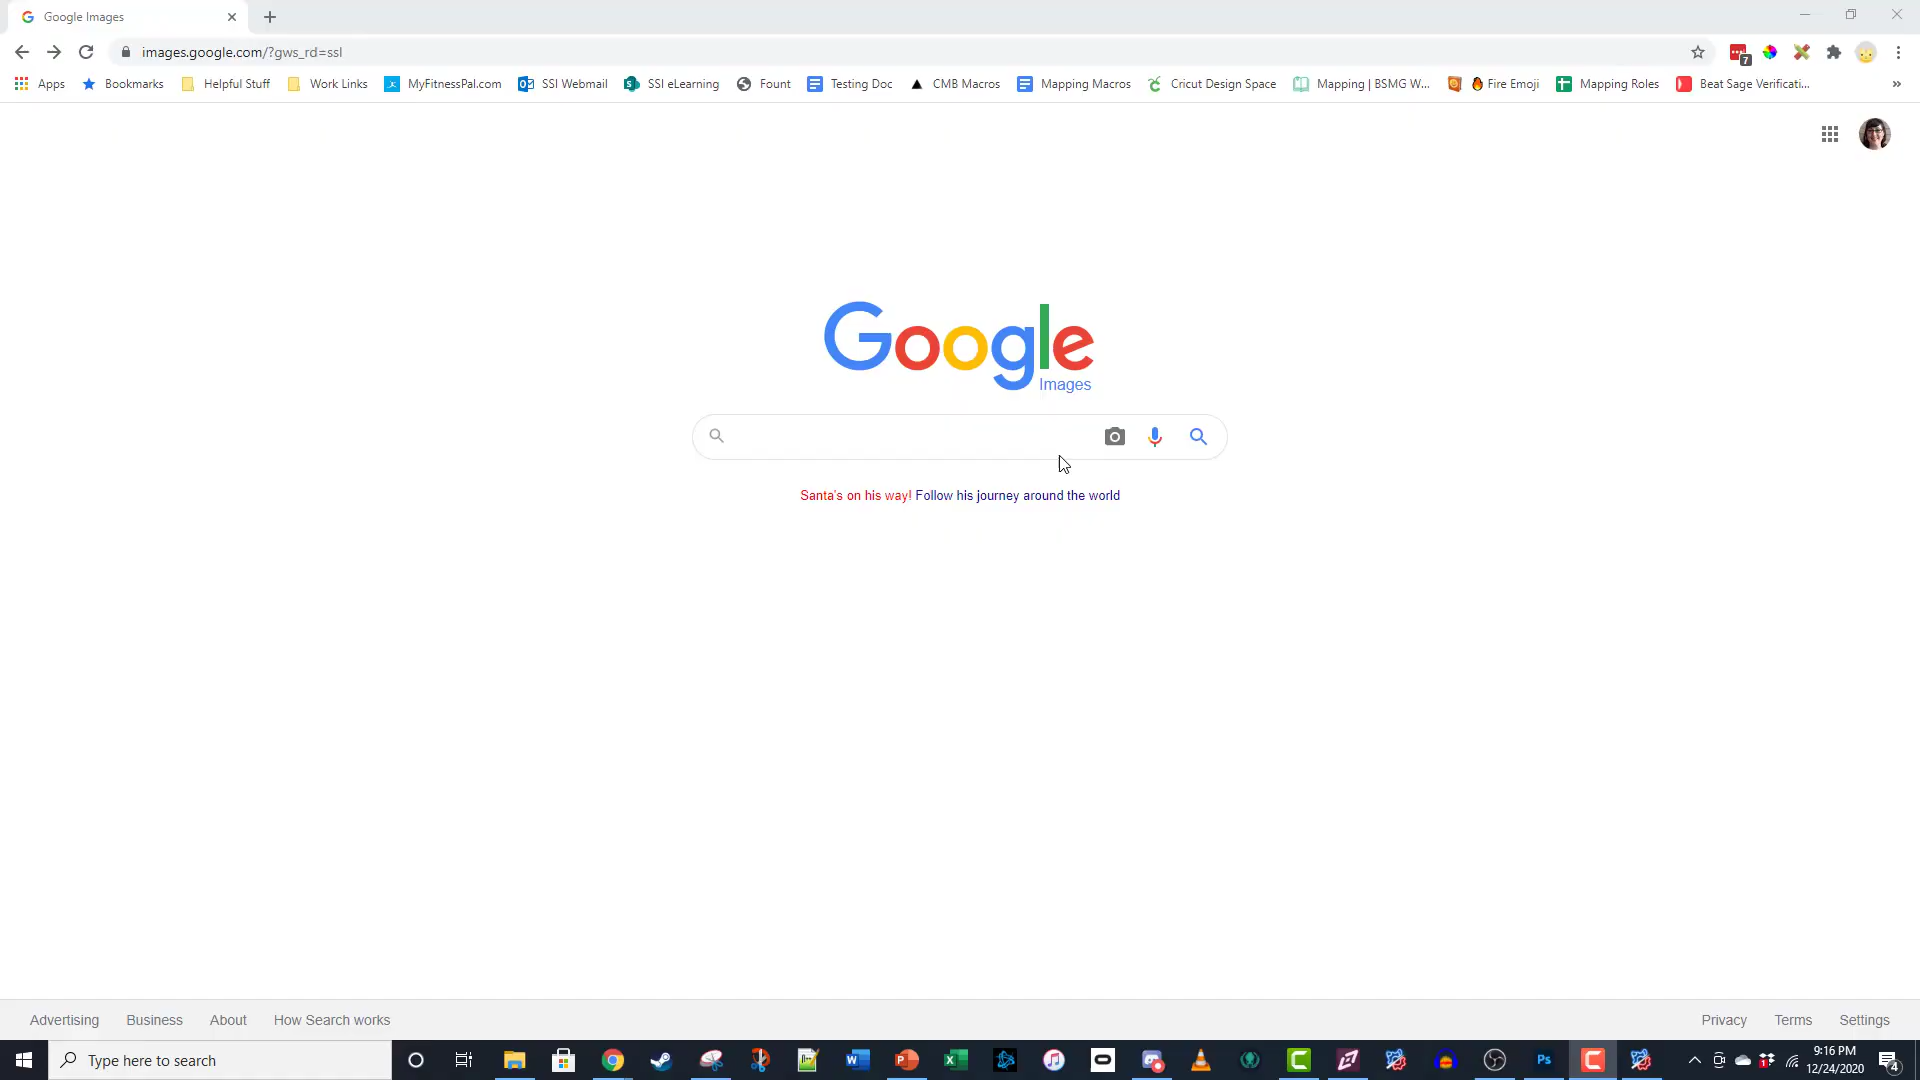 Google Images
images.google.com/?gws_rd=ssl
7
Apps Bookmarks Helpful Stuff Work Links MyFitnessPal.com SSI Webmail SSI eLearning Fount Testing Doc CMB Macros Mapping Macros Cricut Design Space Mapping | BSMG W... Fire Emoji Mapping Roles Beat Sage Verificati... »
Google
Images
Santa's on his way! Follow his journey around the world
Advertising Business About How Search works Privacy Terms Settings
Type here to search
9:16 PM
12/24/2020
4